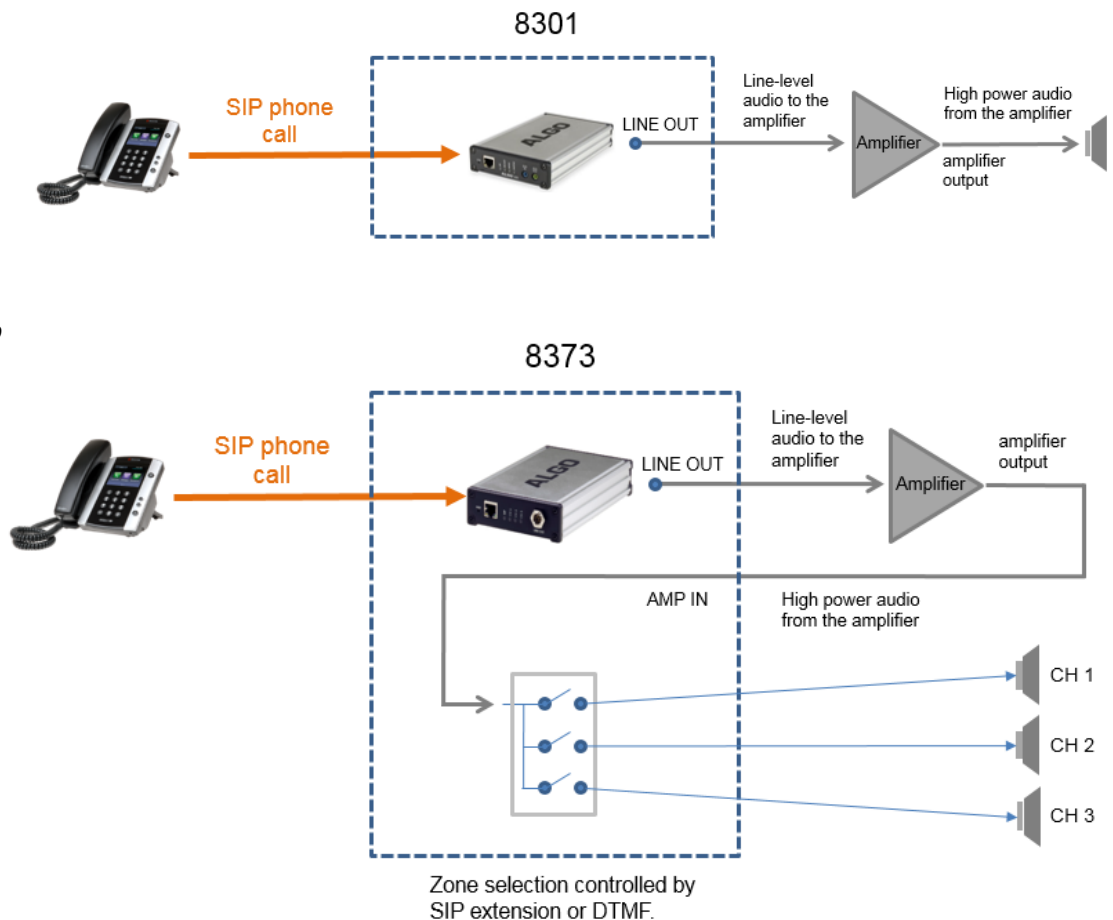 8301
SIP phone
call
ALGO
LINE OUT
Line-level
audio to the
amplifier
Amplifier
High power audio
from the amplifier
amplifier
output
8373
SIP phone
call
ALGO
LINE OUT
Line-level
audio to the
amplifier
Amplifier
amplifier
output
AMP IN
High power audio
from the amplifier
CH 1
CH 2
CH 3
Zone selection controlled by
SIP extension or DTMF.